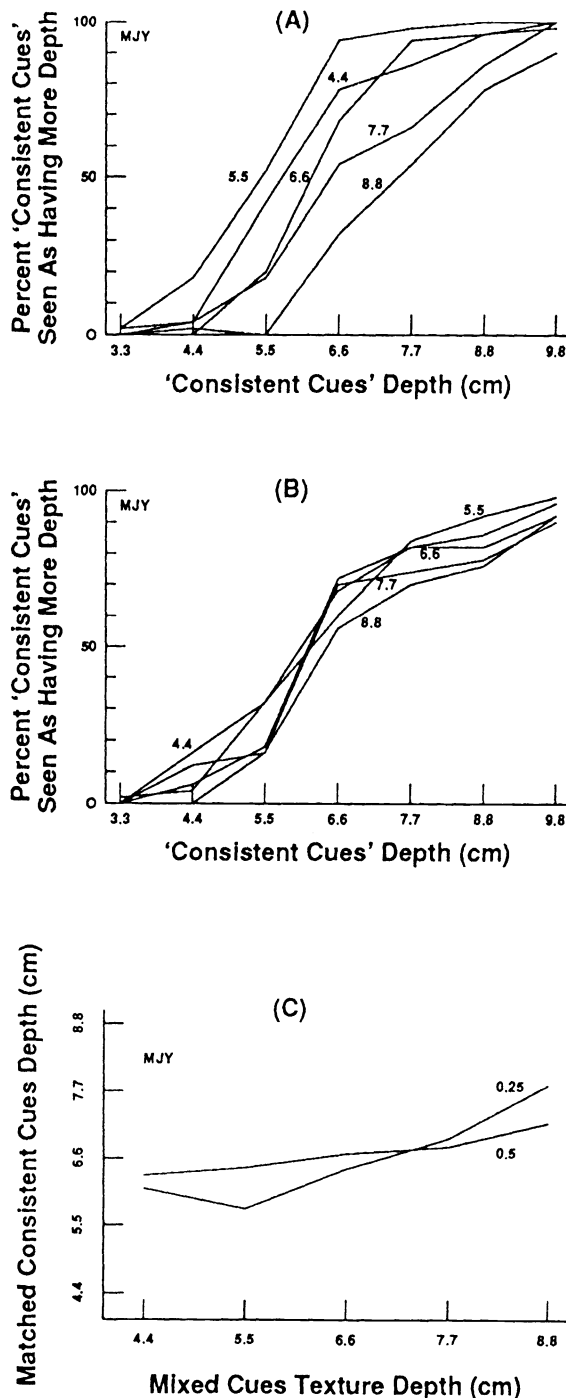 (A)
MJY
100
50
0
4.4
5.5
6.6
7.7
8.8
3.3 4.4 5.5 6.6 7.7 8.8 9.8
Percent 'Consistent Cues'
Seen As Having More Depth
'Consistent Cues' Depth (cm)
(B)
MJY
100
50
0
5.5
6.6
7.7
8.8
4.4
3.3 4.4 5.5 6.6 7.7 8.8 9.8
Percent 'Consistent Cues'
Seen As Having More Depth
'Consistent Cues' Depth (cm)
(C)
MJY
8.8
7.7
6.6
5.5
4.4
0.25
0.5
4.4 5.5 6.6 7.7 8.8
Matched Consistent Cues Depth (cm)
Mixed Cues Texture Depth (cm)